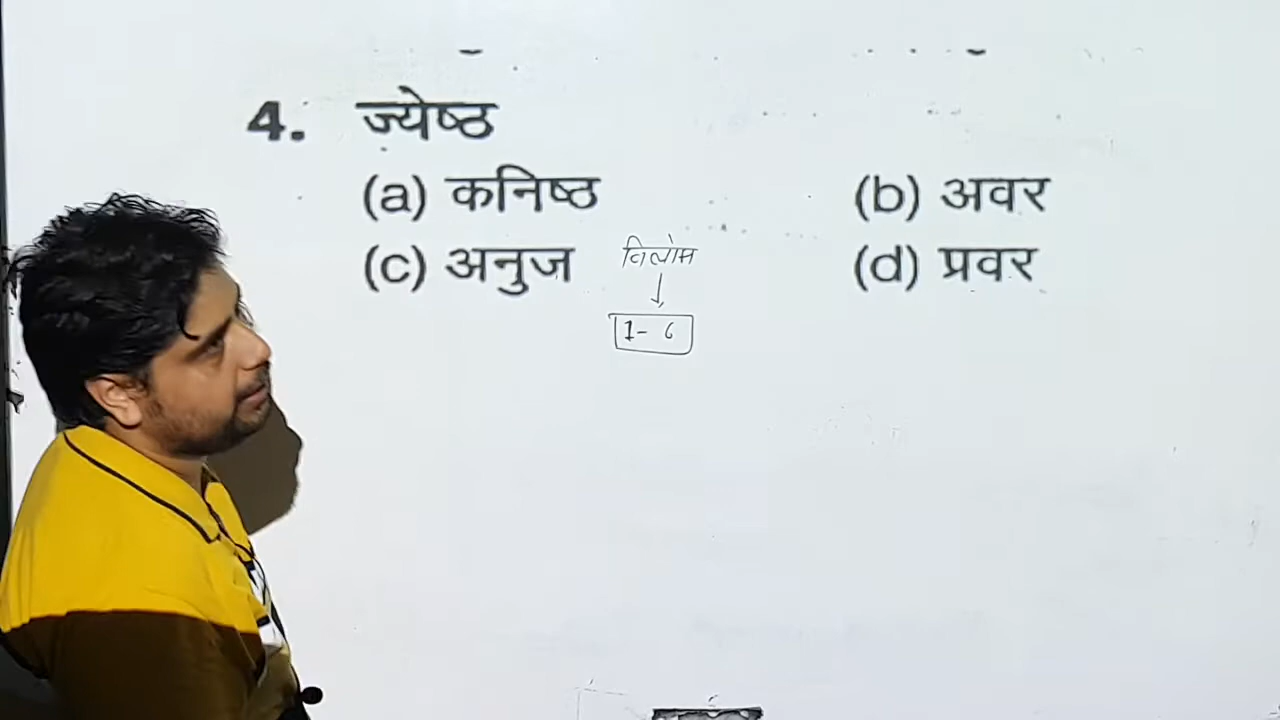 4. ज्येष्ठ
(a) कनिष्ठ (b) अवर
(c) अनुज (d) प्रवर
विलोम
1- 6